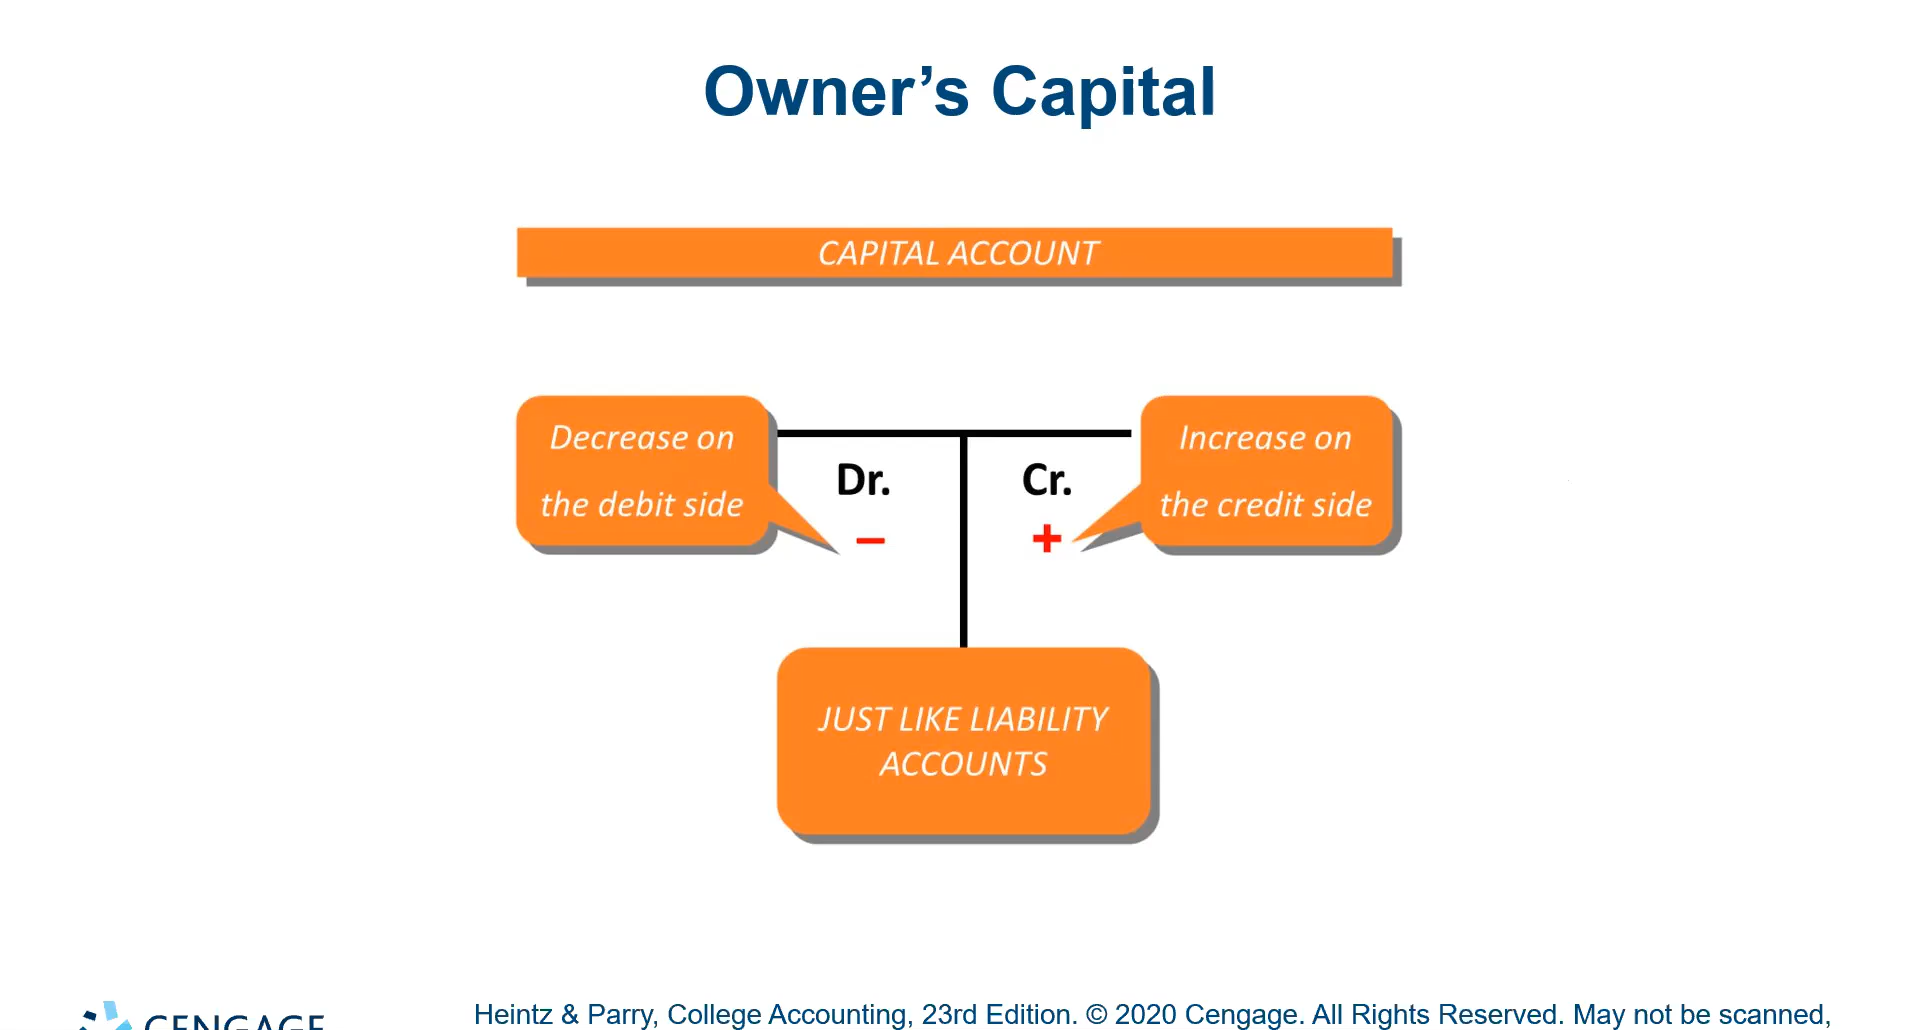 Owner’s Capital
CAPITAL ACCOUNT
Decrease on
the debit side
Dr.
–
Cr.
+
Increase on
the credit side
JUST LIKE LIABILITY
ACCOUNTS
CENGAGE
Heintz & Parry, College Accounting, 23rd Edition. © 2020 Cengage. All Rights Reserved. May not be scanned,